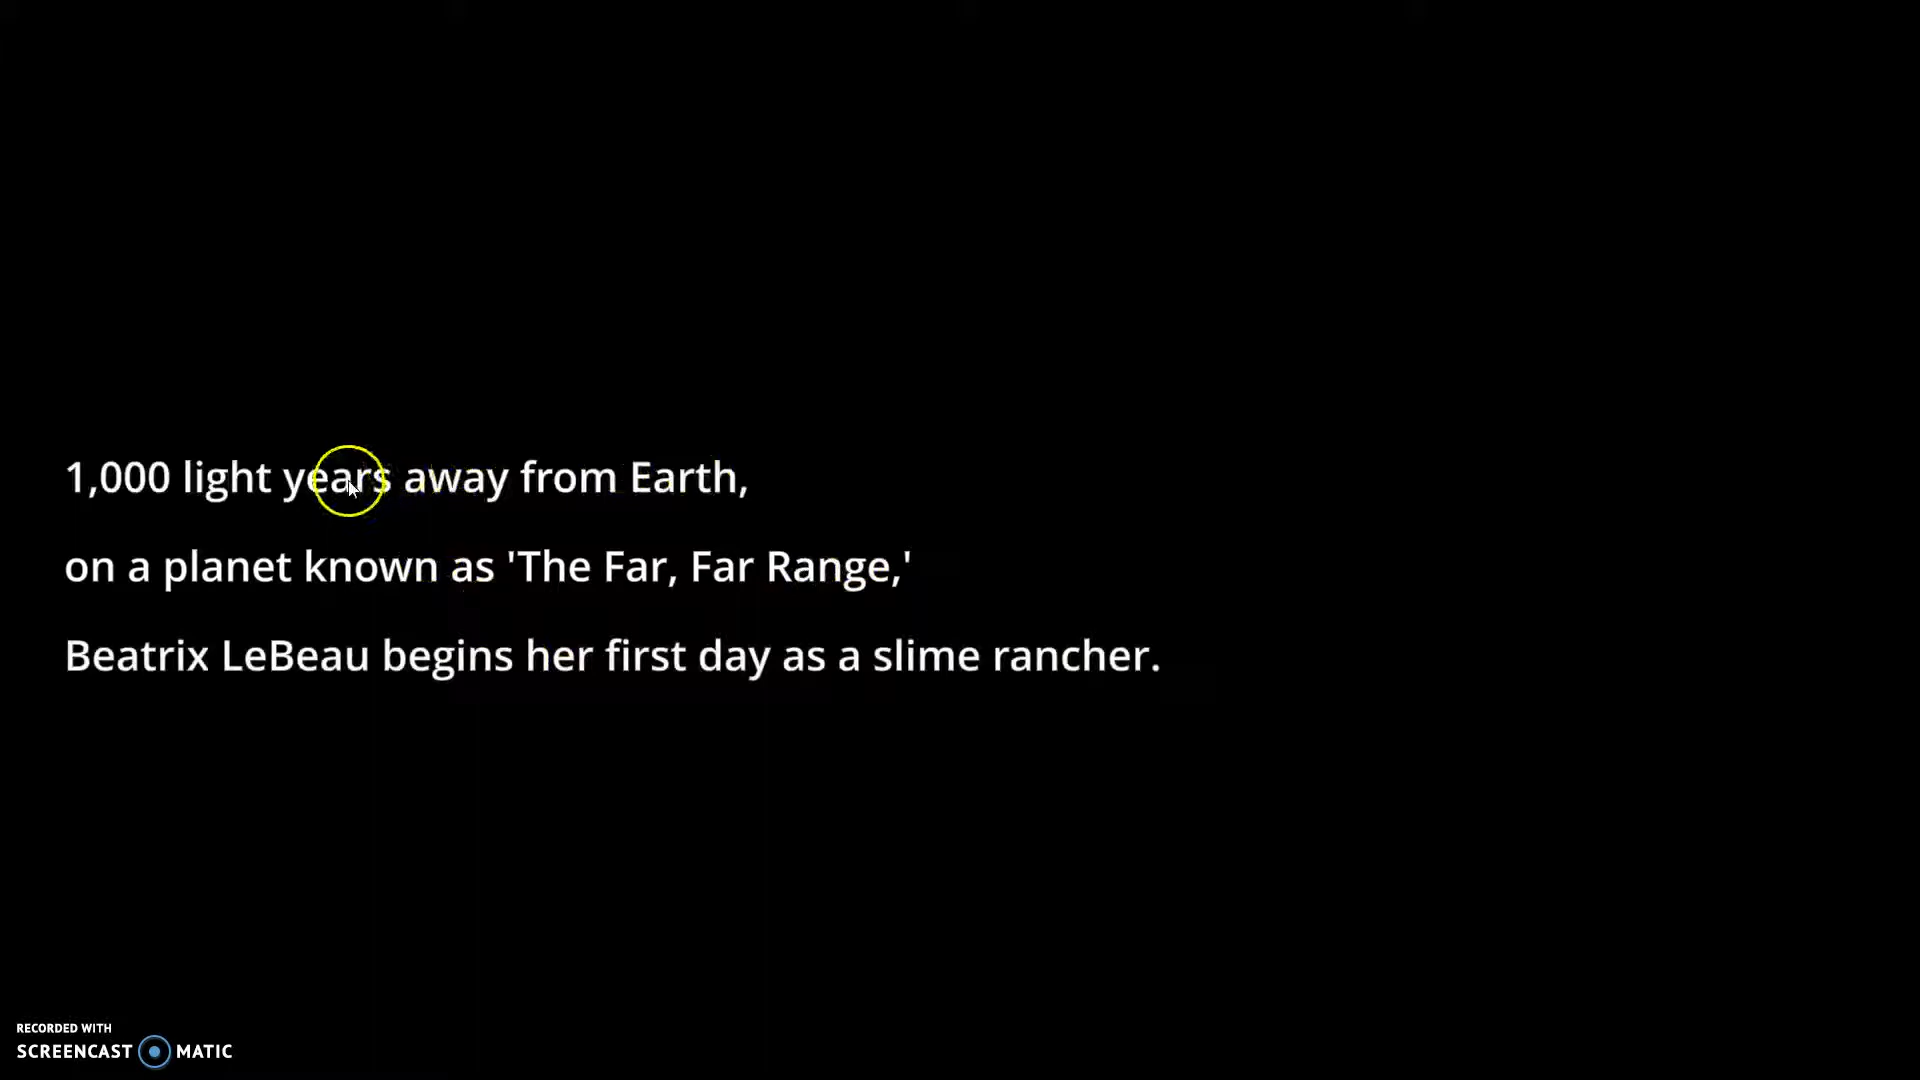 1,000 light years away from Earth,
on a planet known as 'The Far, Far Range,'
Beatrix LeBeau begins her first day as a slime rancher.
RECORDED WITH
SCREENCAST MATIC